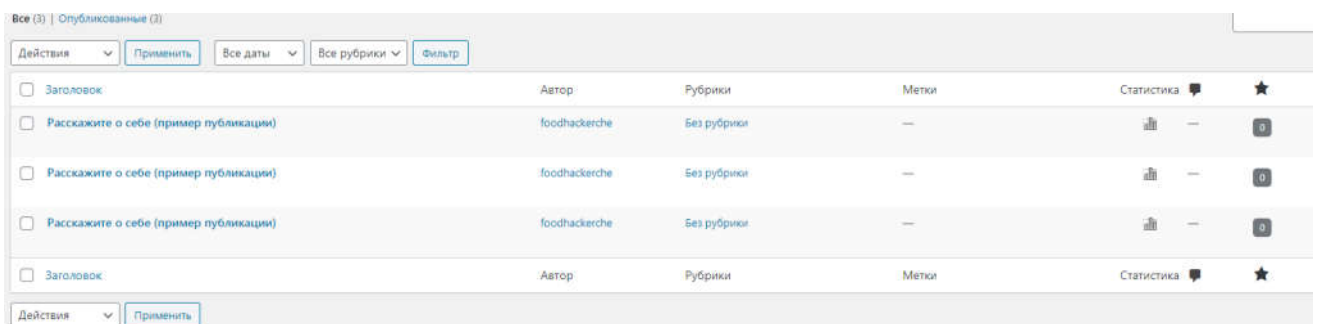 Все (3) | Опубликованные (3)
Действия Применить Все даты Все рубрики Фильтр
Заголовок Автор Рубрики Метки Статистика
Расскажите о себе (пример публикации) foodhackerche Без рубрики — —  0
Расскажите о себе (пример публикации) foodhackerche Без рубрики — — 0
Расскажите о себе (пример публикации) foodhackerche Без рубрики — — 0
Заголовок Автор Рубрики Метки Статистика
Действия Применить